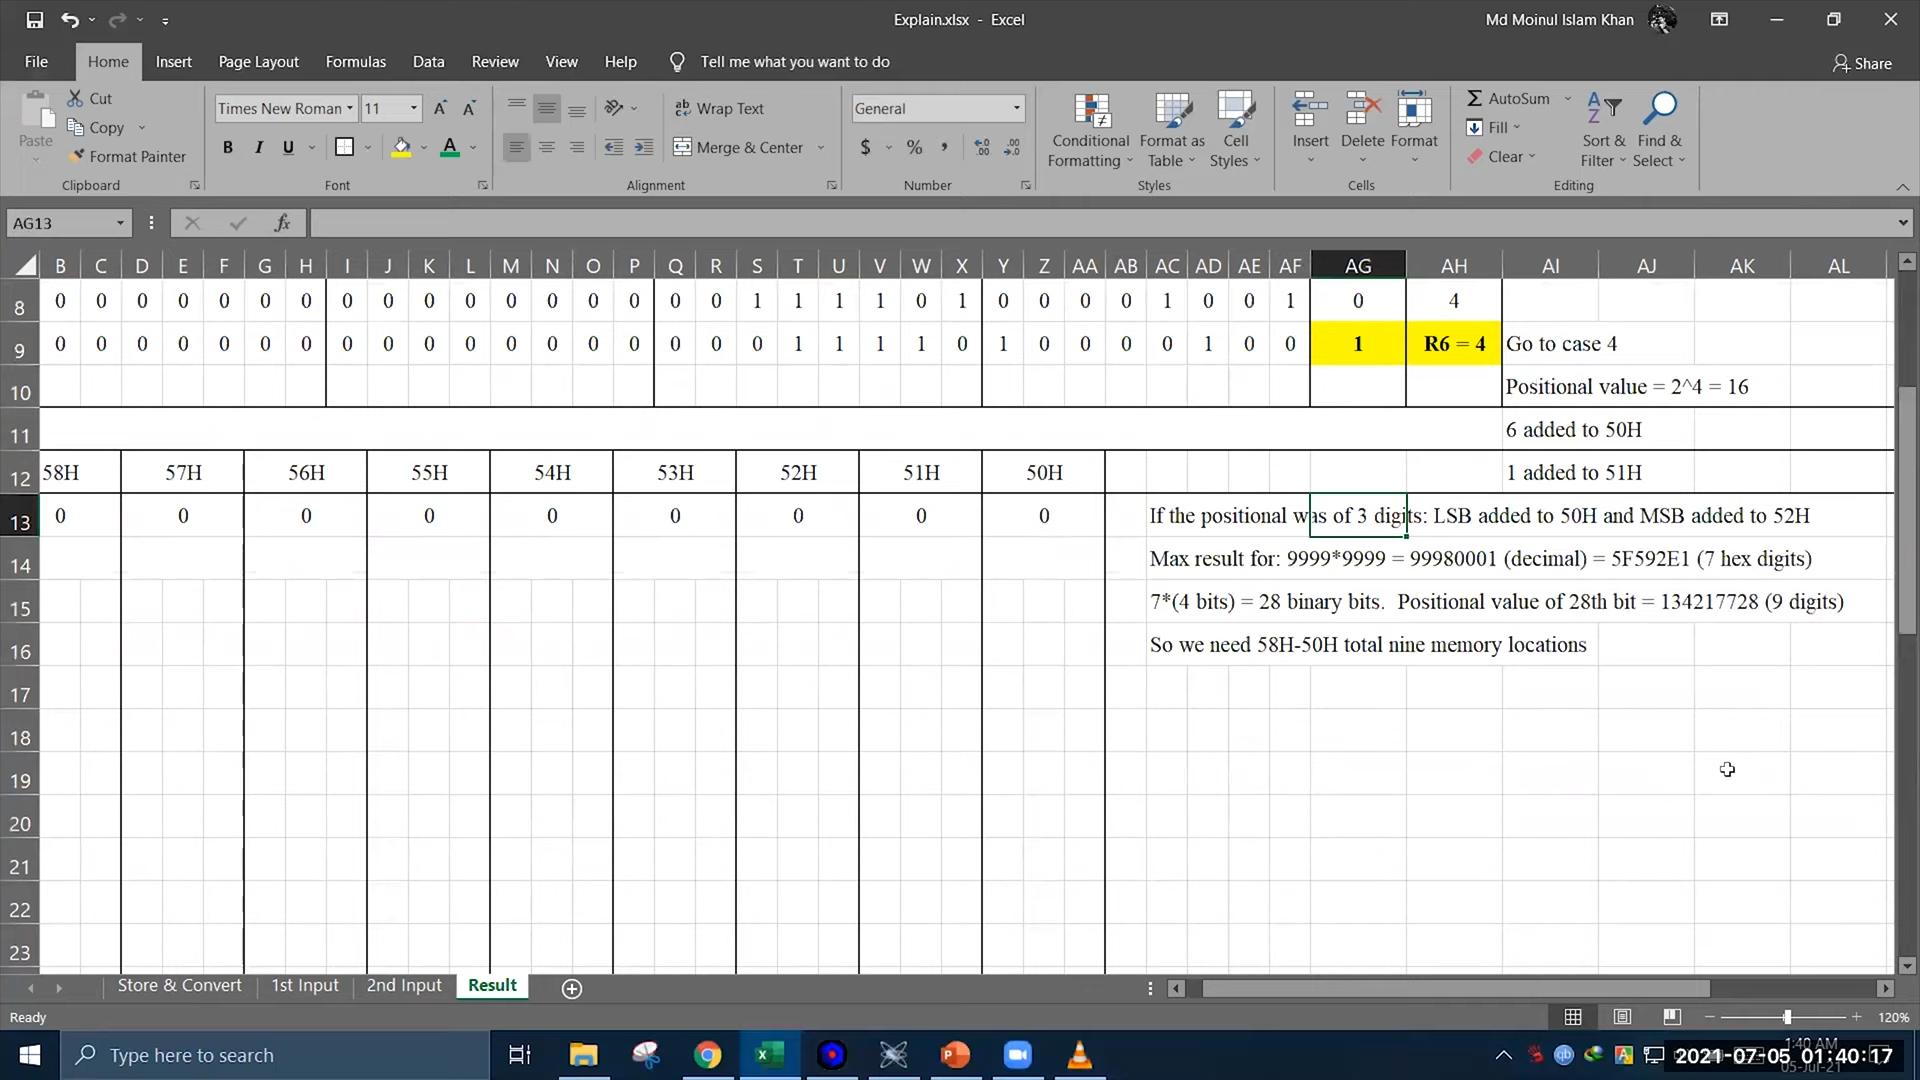 Explain.xlsx - Excel
Md Moinul Islam Khan
File Home Insert Page Layout Formulas Data Review View Help Tell me what you want to do
Share
Paste
Cut
Copy
Format Painter
Clipboard
Times New Roman 11
B I U
Font
Wrap Text
Merge & Center
Alignment
General
$ % ,
Number
Conditional Formatting
Format as Table
Cell Styles
Styles
Insert
Delete
Format
Cells
AutoSum
Fill
Clear
Sort & Filter
Find & Select
Editing
AG13
fx
B C D E F G H I J K L M N O P Q R S T U V W X Y Z AA AB AC AD AE AF AG AH AI AJ AK AL
8 0 0 0 0 0 0 0 0 0 0 0 0 0 0 0 0 0 1 1 1 1 0 1 0 0 0 0 1 0 0 1 0 4
9 0 0 0 0 0 0 0 0 0 0 0 0 0 0 0 0 0 0 1 1 1 1 0 1 0 0 0 0 1 0 0 1 R6 = 4 Go to case 4
10 Positional value = 2^4 = 16
11 6 added to 50H
12 58H 57H 56H 55H 54H 53H 52H 51H 50H 1 added to 51H
13 0 0 0 0 0 0 0 0 0 If the positional was of 3 digits: LSB added to 50H and MSB added to 52H
14 Max result for: 9999*9999 = 99980001 (decimal) = 5F592E1 (7 hex digits)
15 7*(4 bits) = 28 binary bits. Positional value of 28th bit = 134217728 (9 digits)
16 So we need 58H-50H total nine memory locations
17
18
19
20
21
22
23
Store & Convert 1st Input 2nd Input Result
Ready
120%
Type here to search
2021-07-05 01:40:17